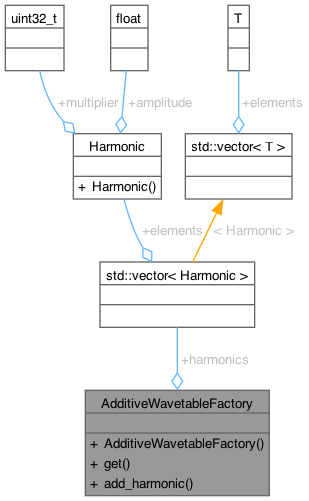 uint32_t
float
T
+multiplier
+amplitude
+elements
Harmonic
+ Harmonic()
std::vector< T >
+elements
< Harmonic >
std::vector< Harmonic >
+harmonics
AdditiveWavetableFactory
+ AdditiveWavetableFactory()
+ get()
+ add_harmonic()